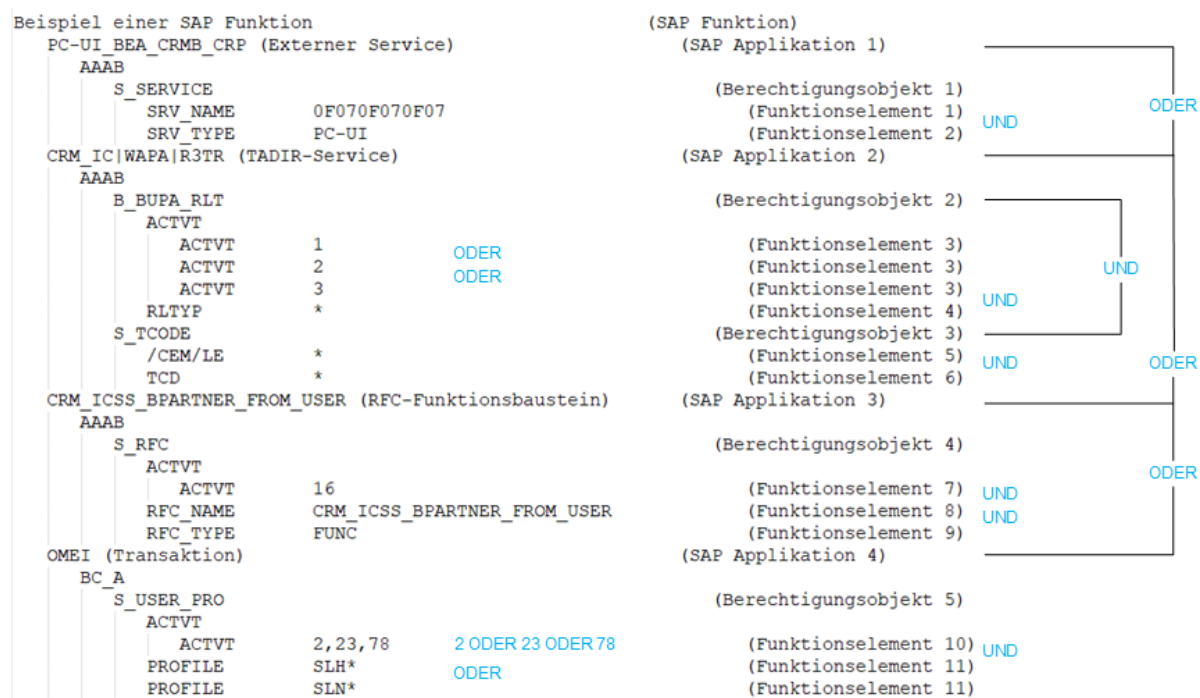 Beispiel einer SAP Funktion (SAP Funktion)
PC-UI_BEA_CRMB_CRP (Externer Service) (SAP Applikation 1)
AAAB
S_SERVICE (Berechtigungsobjekt 1)
SRV_NAME 0F070F070F07 (Funktionselement 1) UND ODER
SRV_TYPE PC-UI (Funktionselement 2)
CRM_IC|WAPA|R3TR (TADIR-Service) (SAP Applikation 2)
AAAB
B_BUPA_RLT (Berechtigungsobjekt 2)
ACTVT
ACTVT 1 ODER (Funktionselement 3)
ACTVT 2 ODER (Funktionselement 3) UND
ACTVT 3 (Funktionselement 3) UND
RLTYP * (Funktionselement 4)
S_TCODE (Berechtigungsobjekt 3)
/CEM/LE * (Funktionselement 5) UND ODER
TCD * (Funktionselement 6)
CRM_ICSS_BPARTNER_FROM_USER (RFC-Funktionsbaustein) (SAP Applikation 3)
AAAB
S_RFC (Berechtigungsobjekt 4)
ACTVT ODER
ACTVT 16 (Funktionselement 7) UND
RFC_NAME CRM_ICSS_BPARTNER_FROM_USER (Funktionselement 8) UND
RFC_TYPE FUNC (Funktionselement 9)
OMEI (Transaktion) (SAP Applikation 4)
BC_A
S_USER_PRO (Berechtigungsobjekt 5)
ACTVT
ACTVT 2,23,78 2 ODER 23 ODER 78 (Funktionselement 10) UND
PROFILE SLH* ODER (Funktionselement 11)
PROFILE SLN* (Funktionselement 11)